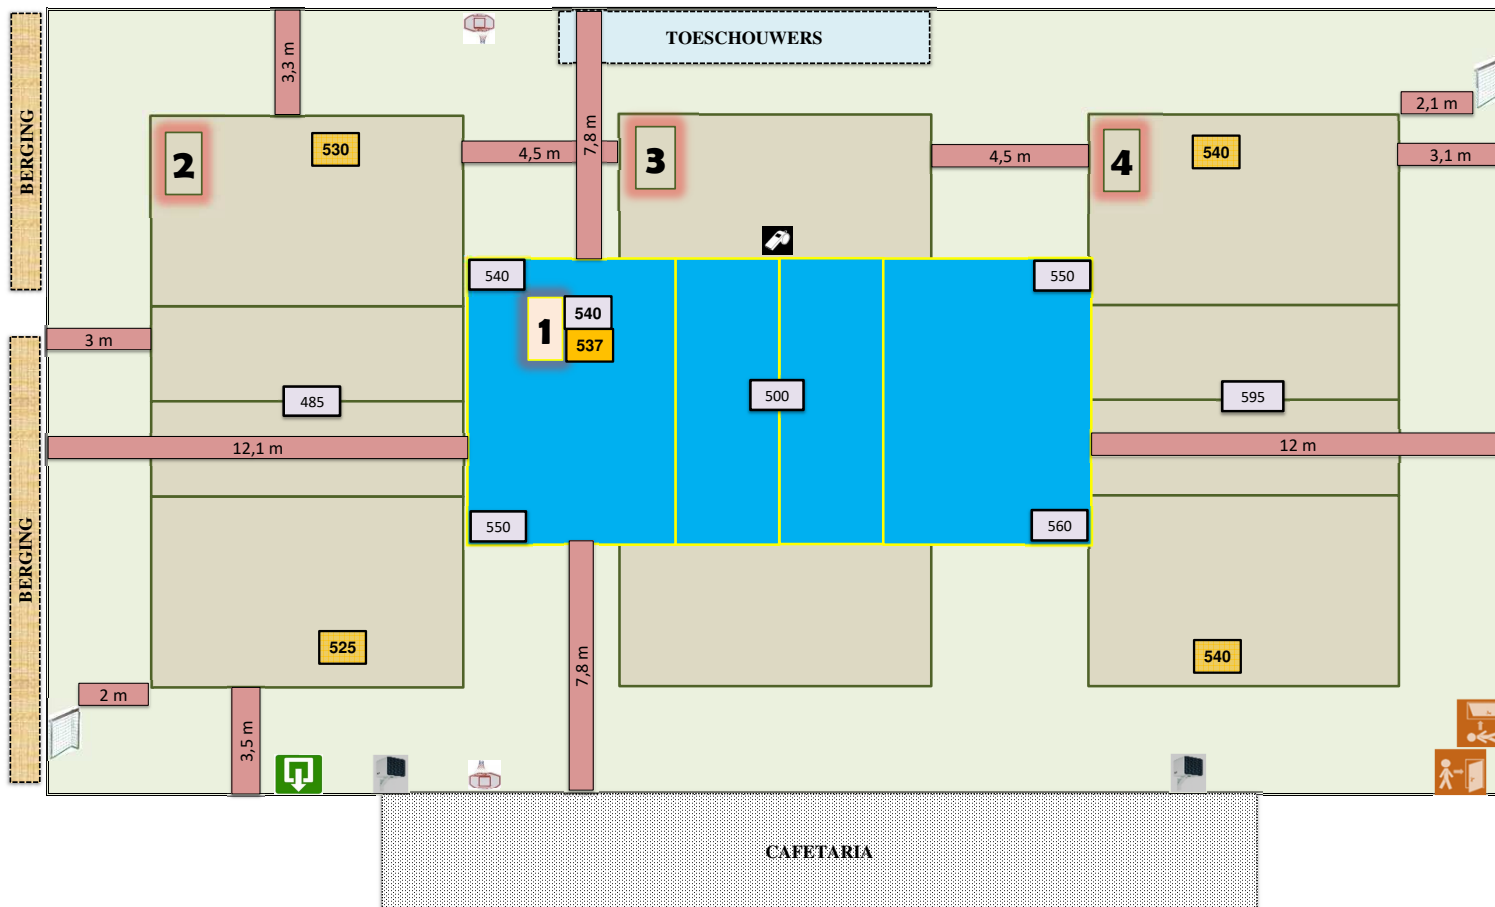 TOESCHOUWERS
BERGING
3,3 m
7,8 m
2,1 m
2
530
4,5 m
3
4,5 m
4
540
3,1 m
540
550
1
540
537
3 m
485
500
595
12,1 m
12 m
BERGING
550
560
525
7,8 m
540
2 m
3,5 m
CAFETARIA